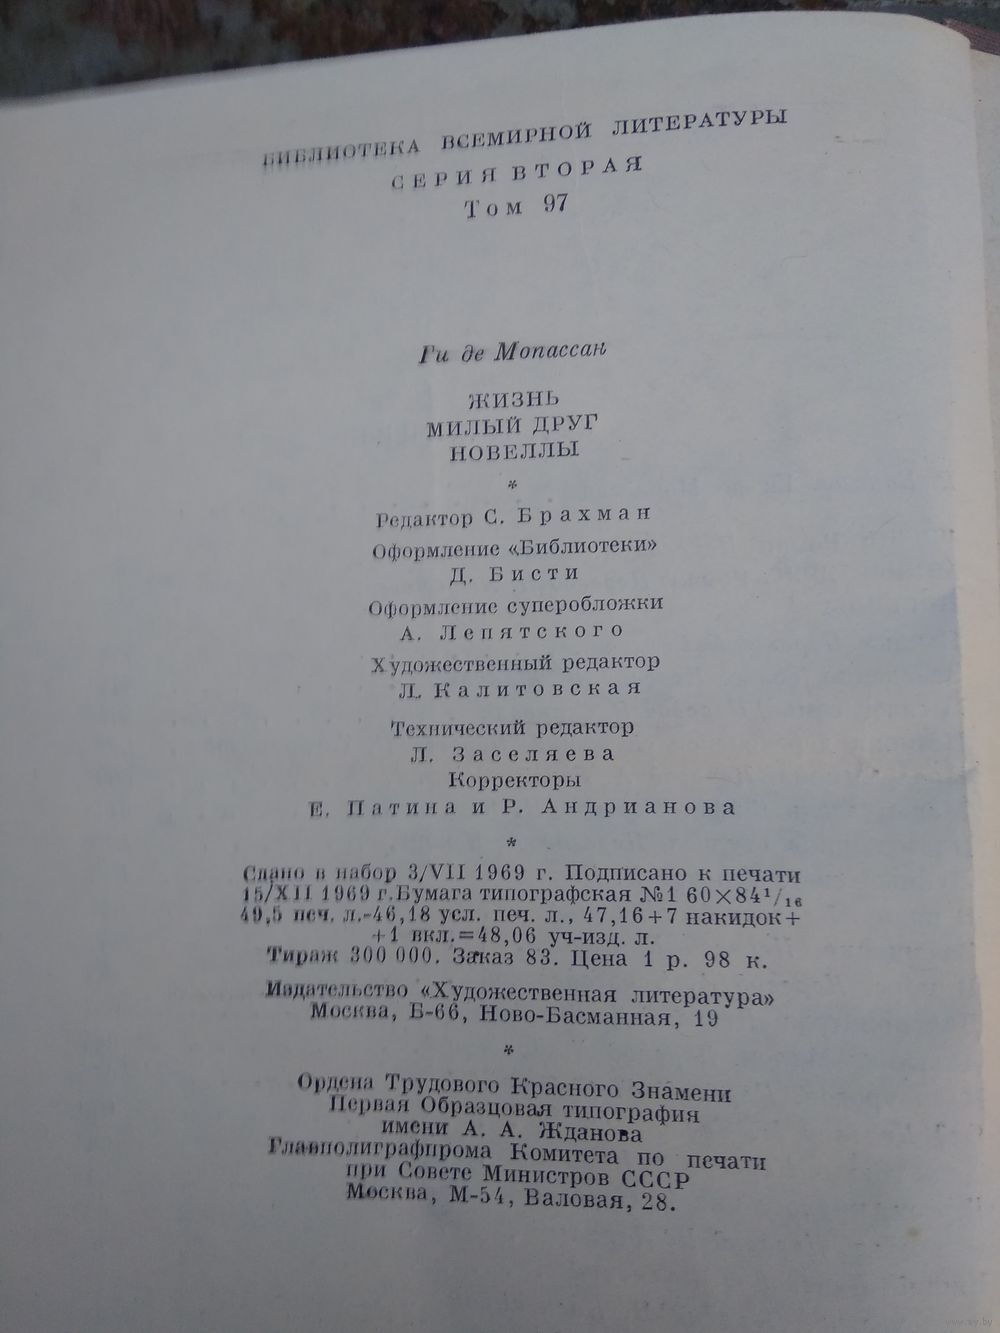 БИБЛИОТЕКА ВСЕМИРНОЙ ЛИТЕРАТУРЫ
СЕРИЯ ВТОРАЯ
Том 97
Ги де Мопассан
ЖИЗНЬ
МИЛЫЙ ДРУГ
НОВЕЛЛЫ
*
Редактор С. Брахман
Оформление «Библиотеки»
Д. Бисти
Оформление суперобложки
А. Лепятского
Художественный редактор
Л. Калитовская
Технический редактор
Л. Заселяева
Корректоры
Е. Патина и Р. Андрианова
*
Сдано в набор 3/VII 1969 г. Подписано к печати
15/XII 1969 г. Бумага типографская №1 60×84¹/₁₆
49,5 печ. л.-46,18 усл. печ. л., 47,16+7 накидок+
+1 вкл.=48,06 уч-изд. л.
Тираж 300 000. Заказ 83. Цена 1 р. 98 к.
Издательство «Художественная литература»
Москва, Б-66, Ново-Басманная, 19
*
Ордена Трудового Красного Знамени
Первая Образцовая типография
имени А. А. Жданова
Главполиграфпрома Комитета по печати
при Совете Министров СССР
Москва, М-54, Валовая, 28.